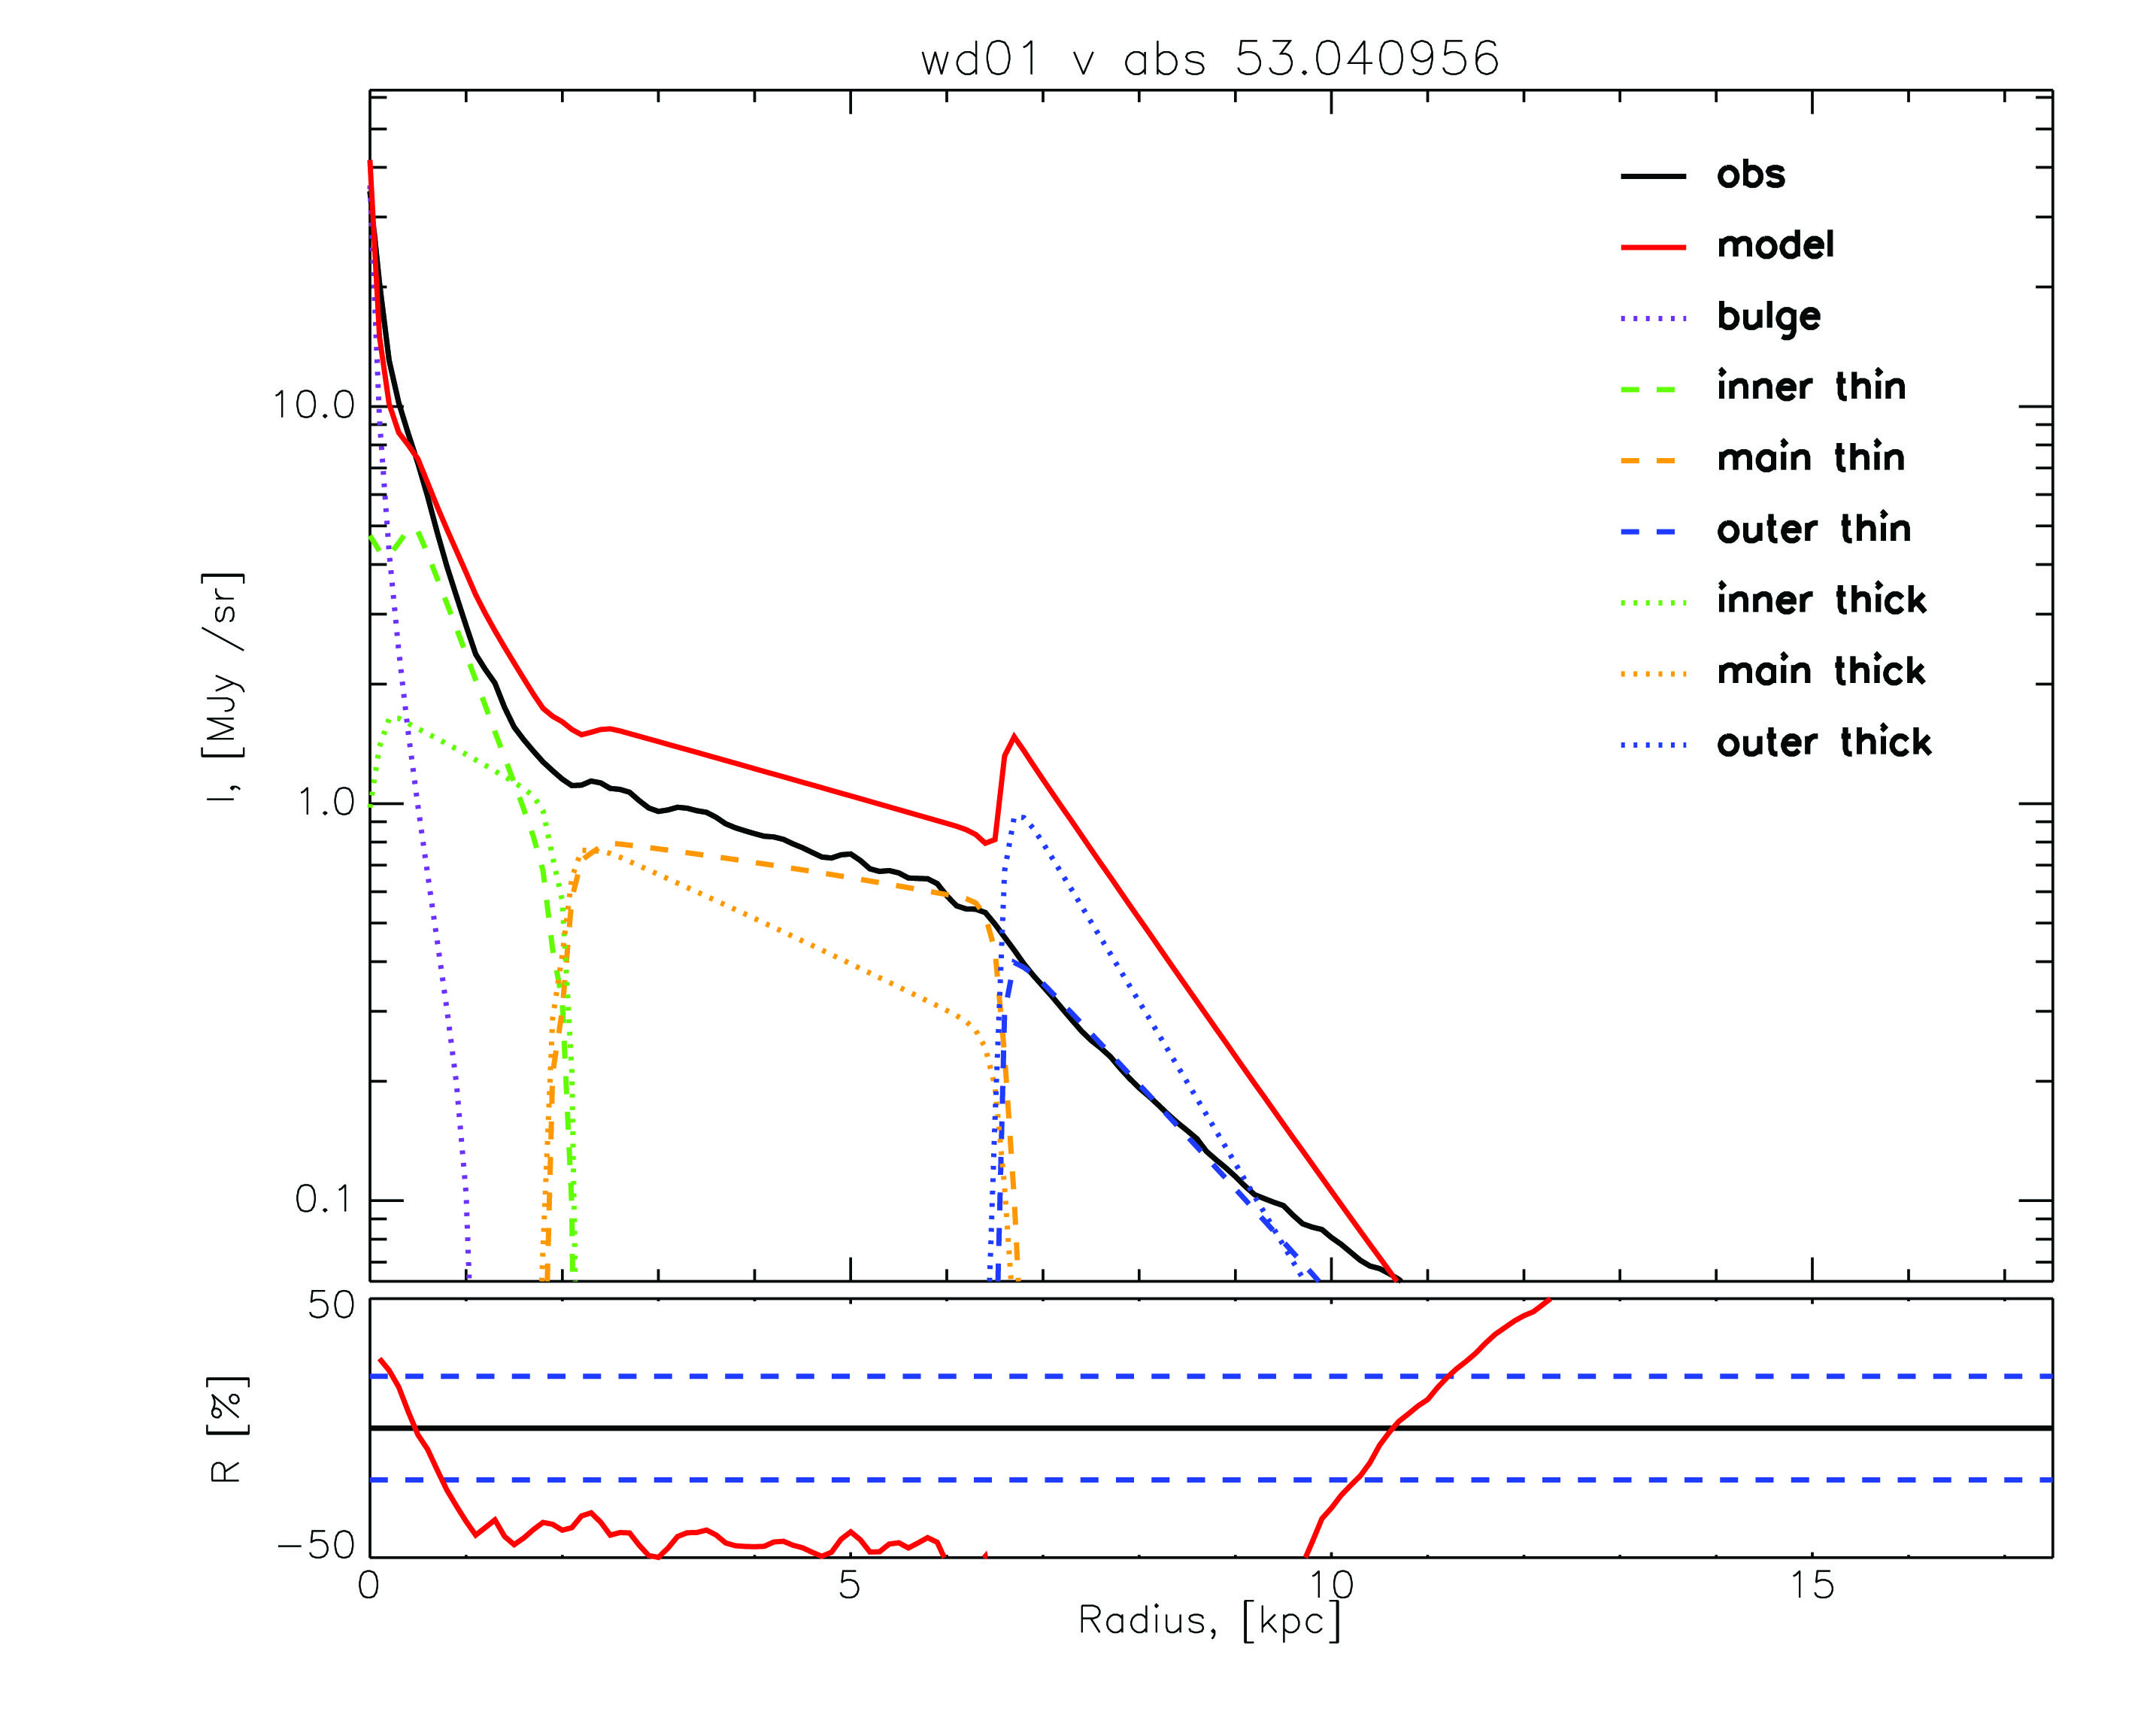 wd01 v abs 53.040956
obs
model
bulge
inner thin
main thin
outer thin
inner thick
main thick
outer thick
10.0
1.0
0.1
I, [MJy /sr]
50
-50
R [%]
0 5 10 15
Radius, [kpc]